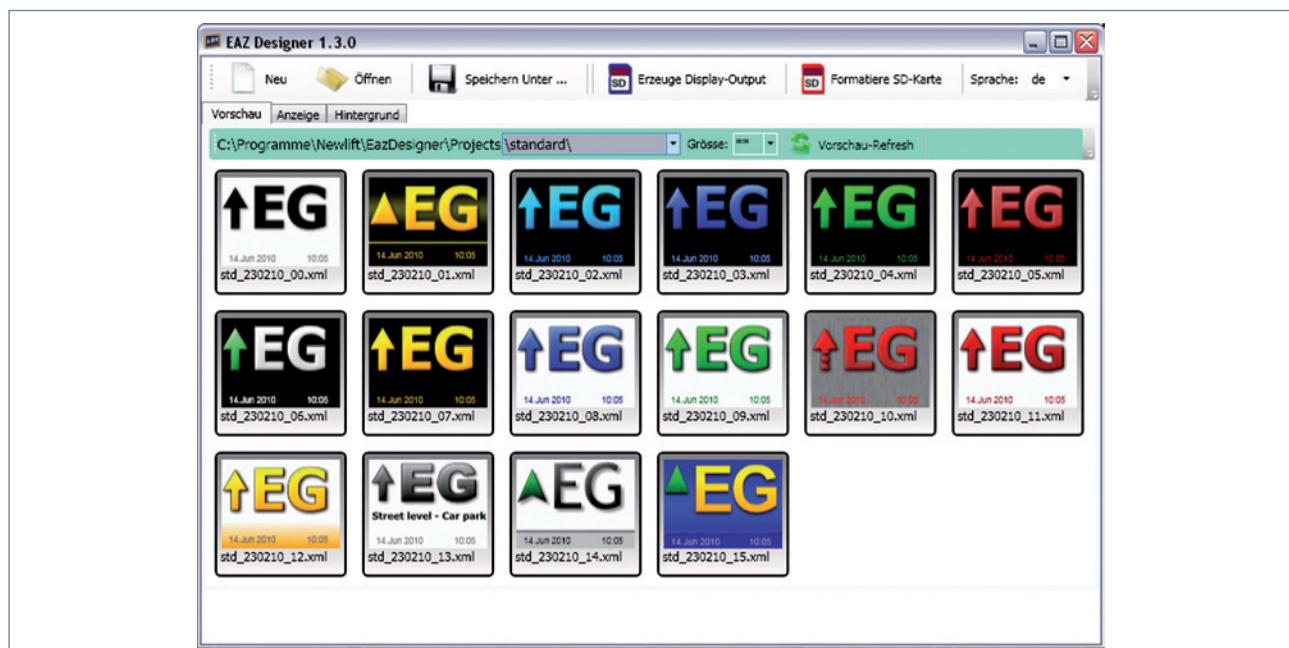 EAZ Designer 1.3.0
Neu Öffnen Speichern Unter ... SD Erzeuge Display-Output SD Formatiere SD-Karte Sprache: de
Vorschau Anzeige Hintergrund
C:\Programme\Newlift\EazDesigner\Projects \standard\ Grösse: Vorschau-Refresh
EG EG EG EG EG EG
14.Jun 2010 10:05 14.Jun 2010 10:05 14.Jun 2010 10:05 14.Jun 2010 10:05 14.Jun 2010 10:05 14.Jun 2010 10:05
std_230210_00.xml std_230210_01.xml std_230210_02.xml std_230210_03.xml std_230210_04.xml std_230210_05.xml
EG EG EG EG EG EG
14.Jun 2010 10:05 14.Jun 2010 10:05 14.Jun 2010 10:05 14.Jun 2010 10:05 14.Jun 2010 10:05 14.Jun 2010 10:05
std_230210_06.xml std_230210_07.xml std_230210_08.xml std_230210_09.xml std_230210_10.xml std_230210_11.xml
EG EG EG EG
Street level - Car park
14.Jun 2010 10:05 14.Jun 2010 10:05 14.Jun 2010 10:05 14.Jun 2010 10:05
std_230210_12.xml std_230210_13.xml std_230210_14.xml std_230210_15.xml